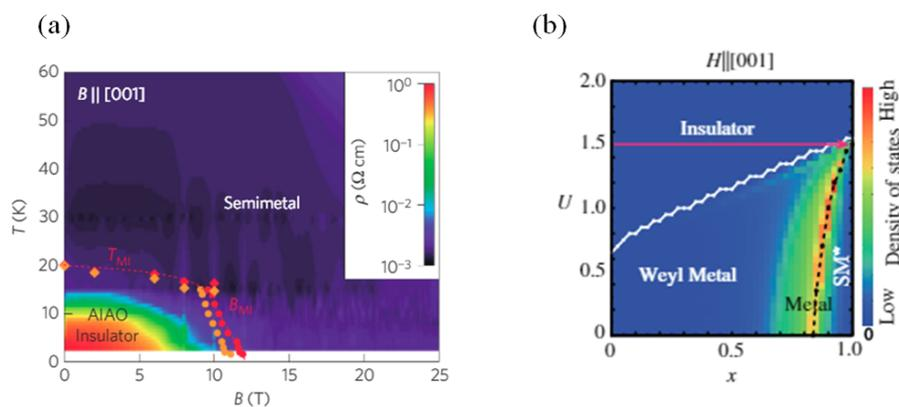 (a)
(b)
60
50
40
30
20
10
0
T (K)
B || [001]
Semimetal
T_MI
B_MI
AIAO
Insulator
10⁰
10⁻¹
10⁻²
10⁻³
ρ (Ω cm)
0 5 10 15 20 25
B (T)
H||[001]
2.0
1.5
1.0
0.5
0
U
Insulator
Weyl Metal
Metal
SM*
0 0.5 1.0
x
High
Density of states
Low
0